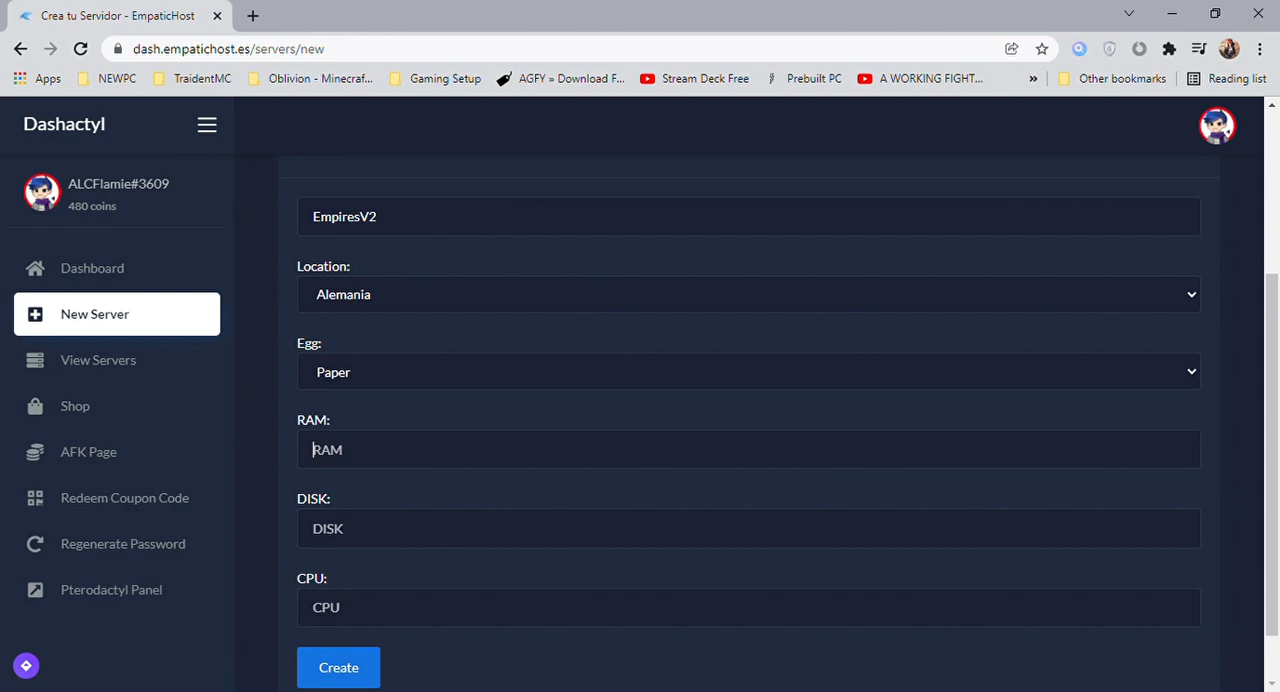 Crea tu Servidor - EmpaticHost
dash.empatichost.es/servers/new
Apps NEWPC TraidentMC Oblivion - Minecraf... Gaming Setup AGFY » Download F... Stream Deck Free Prebuilt PC A WORKING FIGHT... » Other bookmarks Reading list
Dashactyl
ALCFlamie#3609
480 coins
Dashboard
New Server
View Servers
Shop
AFK Page
Redeem Coupon Code
Regenerate Password
Pterodactyl Panel
EmpiresV2
Location:
Alemania
Egg:
Paper
RAM:
RAM
DISK:
DISK
CPU:
CPU
Create